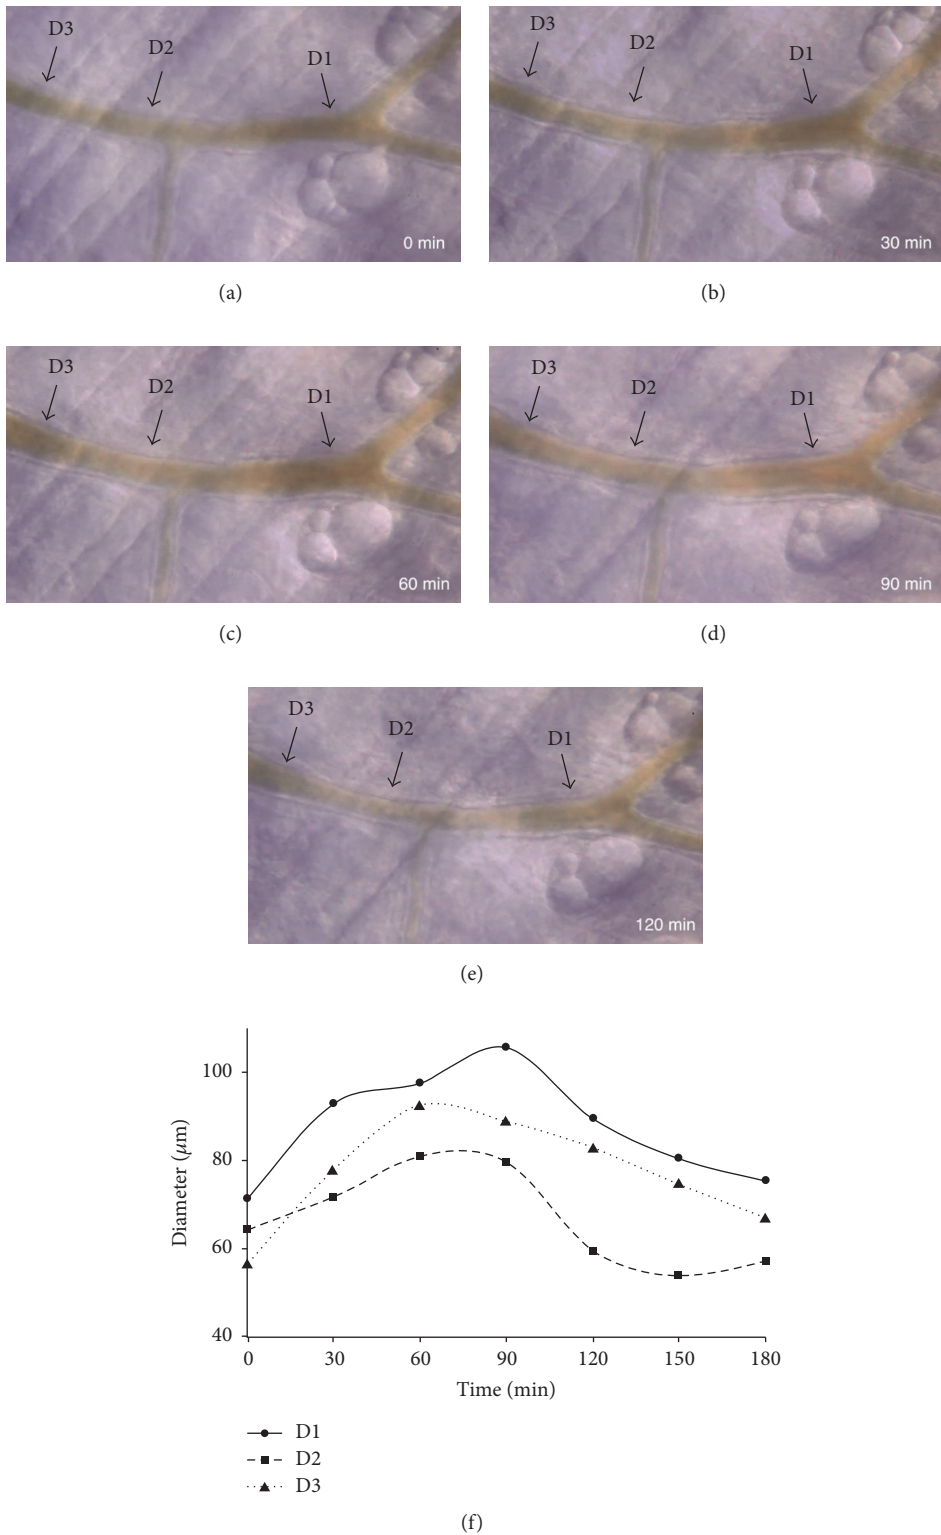 D3
D2
D1
0 min
(a)
D3
D2
D1
30 min
(b)
D3
D2
D1
60 min
(c)
D3
D2
D1
90 min
(d)
D3
D2
D1
120 min
(e)
100
80
60
40
Diameter (μm)
0 30 60 90 120 150 180
Time (min)
D1
D2
D3
(f)